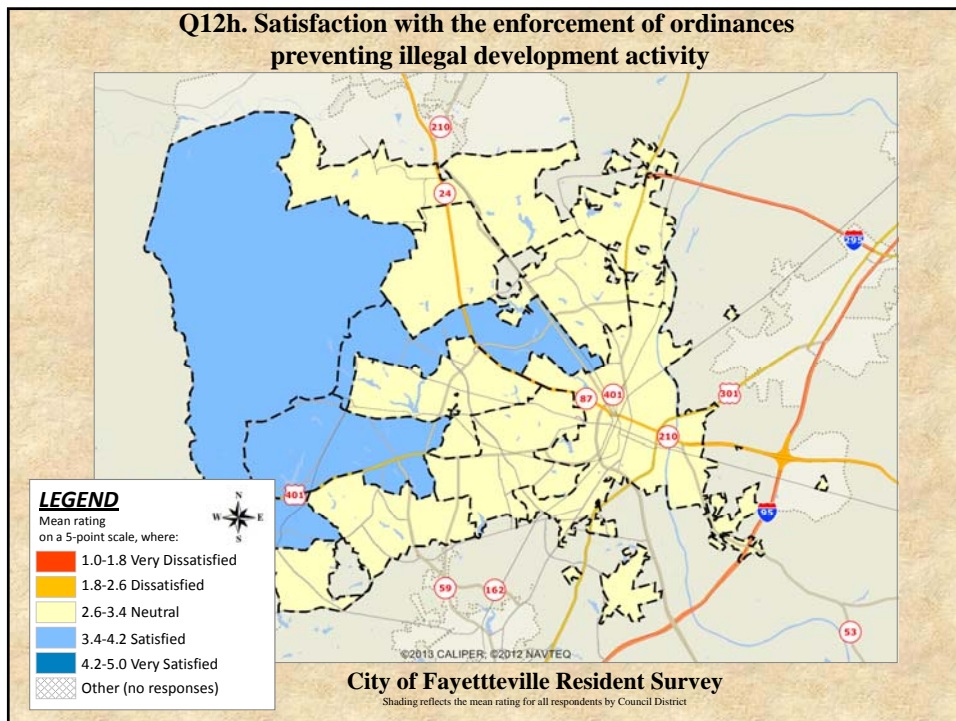 Q12h. Satisfaction with the enforcement of ordinances
preventing illegal development activity
210
24
295
87
401
301
210
401
95
59
162
53
LEGEND
Mean rating
on a 5-point scale, where:
N
W E
S
1.0-1.8 Very Dissatisfied
1.8-2.6 Dissatisfied
2.6-3.4 Neutral
3.4-4.2 Satisfied
4.2-5.0 Very Satisfied
Other (no responses)
©2013 CALIPER; ©2012 NAVTEQ
City of Fayettteville Resident Survey
Shading reflects the mean rating for all respondents by Council District